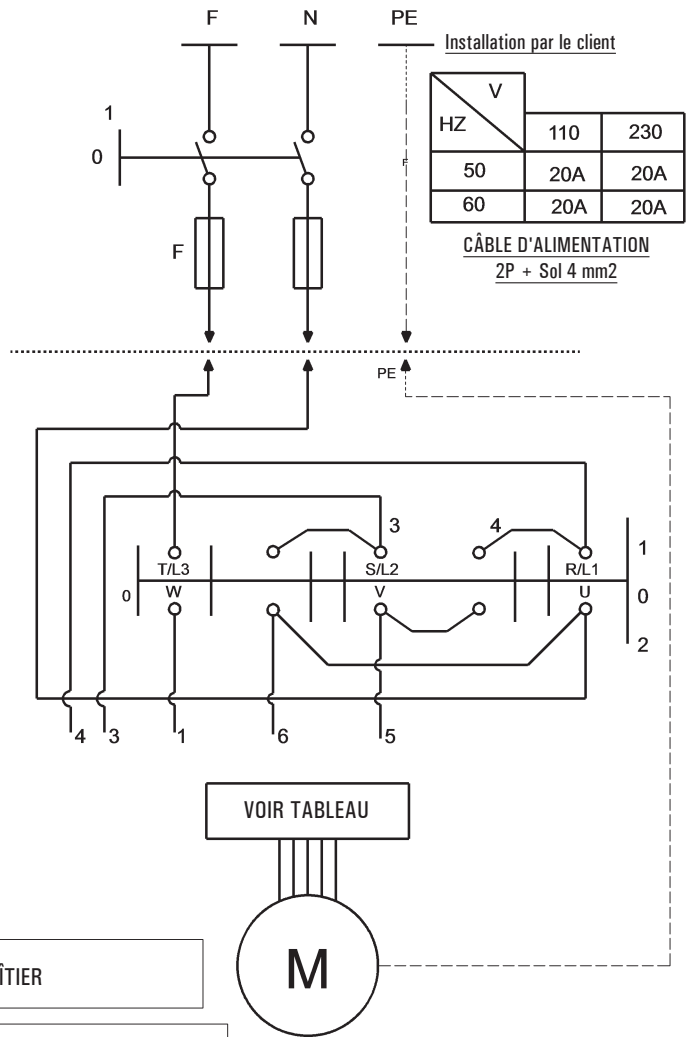 F N PE
Installation par le client
1
0
V
HZ 110 230
50 20A 20A
60 20A 20A
F
F
CÂBLE D'ALIMENTATION
2P + Sol 4 mm2
PE
3 4
1
T/L3 S/L2 R/L1
0 W V U 0
2
4 3 1 6 5
VOIR TABLEAU
M
ÎTIER